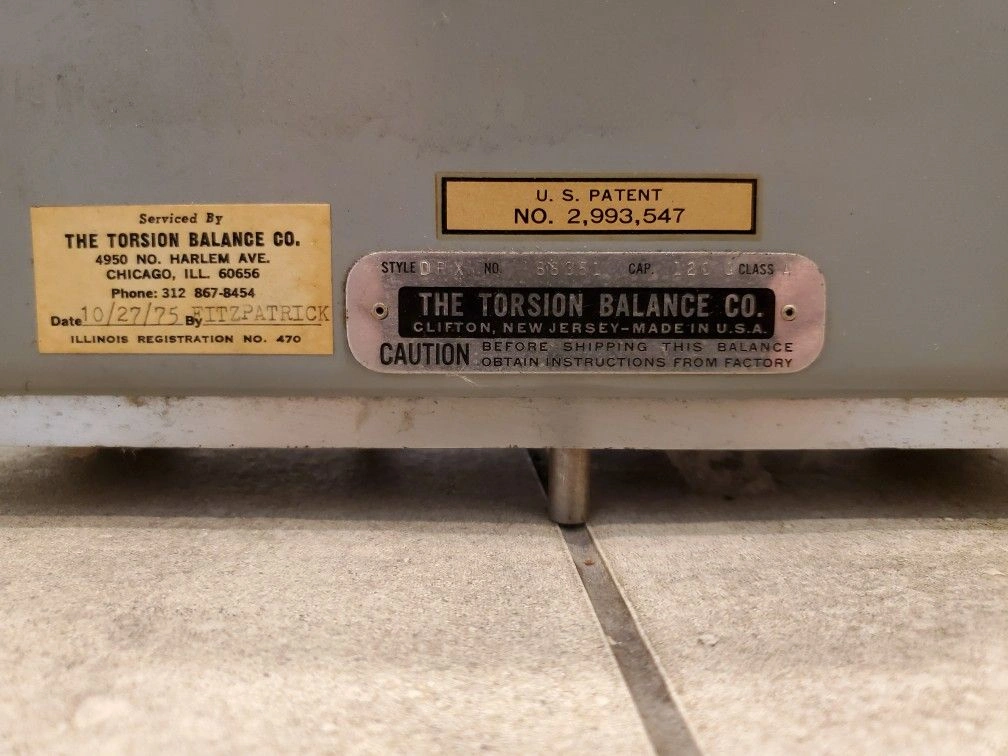 Serviced By
THE TORSION BALANCE CO.
4950 NO. HARLEM AVE.
CHICAGO, ILL. 60656
Phone: 312 867-8454
Date 10/27/75 By FITZPATRICK
ILLINOIS REGISTRATION NO. 470
U. S. PATENT
NO. 2,993,547
STYLE NO. CAP. CLASS A
THE TORSION BALANCE CO.
CLIFTON, NEW JERSEY-MADE IN U.S.A.
CAUTION BEFORE SHIPPING THIS BALANCE
OBTAIN INSTRUCTIONS FROM FACTORY